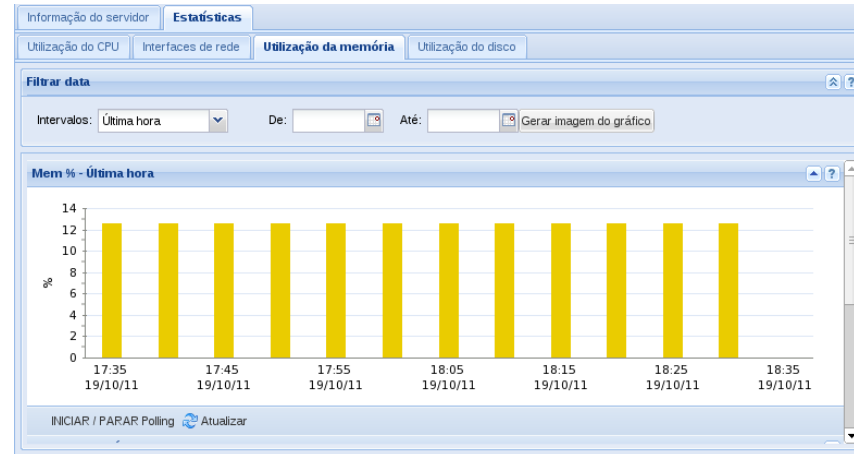 Informação do servidor Estatísticas
Utilização do CPU Interfaces de rede Utilização da memória Utilização do disco
Filtrar data ?
Intervalos: Última hora De: Até: Gerar imagem do gráfico
Mem % - Última hora ?
14
12
10
8
6
4
2
0
%
17:35 17:45 17:55 18:05 18:15 18:25 18:35
19/10/11 19/10/11 19/10/11 19/10/11 19/10/11 19/10/11 19/10/11
INICIAR / PARAR Polling Atualizar